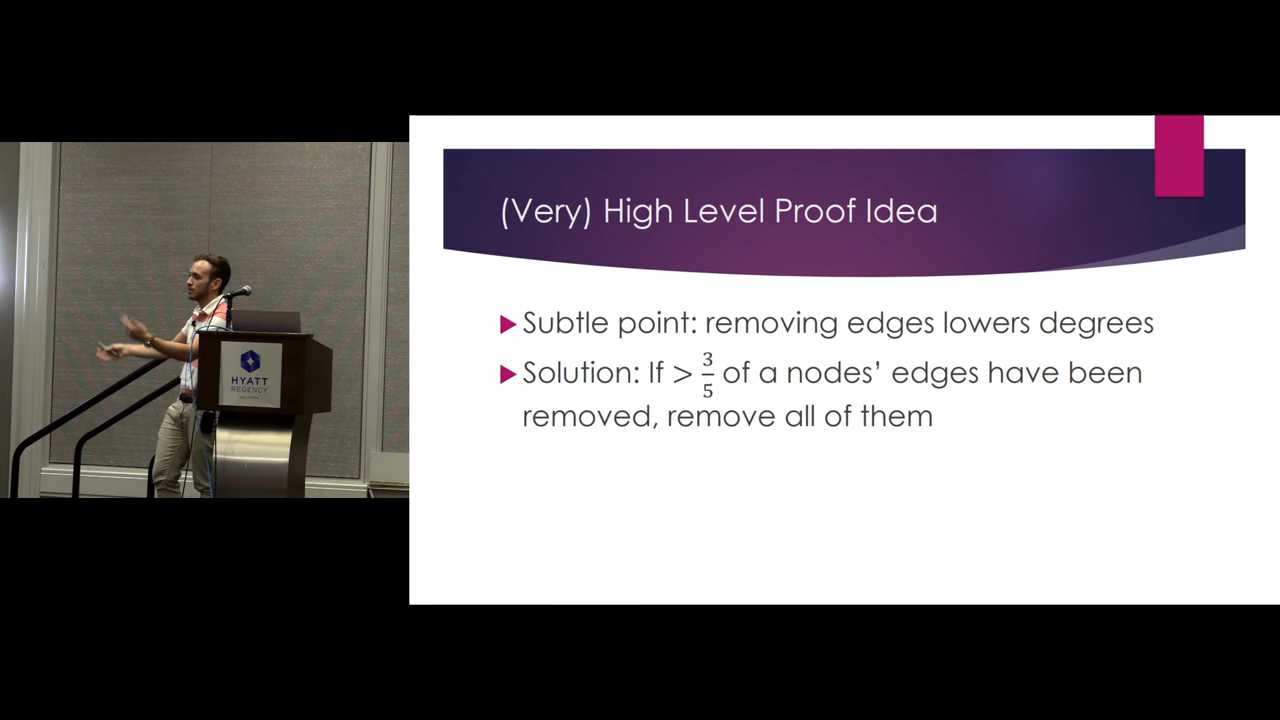 (Very) High Level Proof Idea
Subtle point: removing edges lowers degrees
Solution: If > 3/5 of a nodes’ edges have been
removed, remove all of them
HYATT
REGENCY